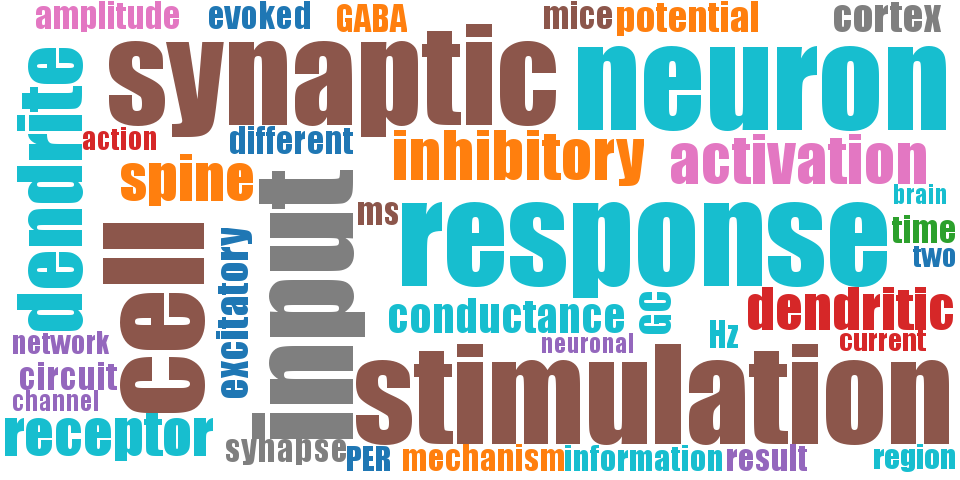 amplitude
evoked
GABA
mice
potential
cortex
synaptic
neuron
dendrite
action
different
inhibitory
activation
spine
brain
ms
response
time
two
cell
input
excitatory
conductance
GC
dendritic
Hz
network
neuronal
current
circuit
channel
stimulation
receptor
synapse
PER
mechanism
information
result
region